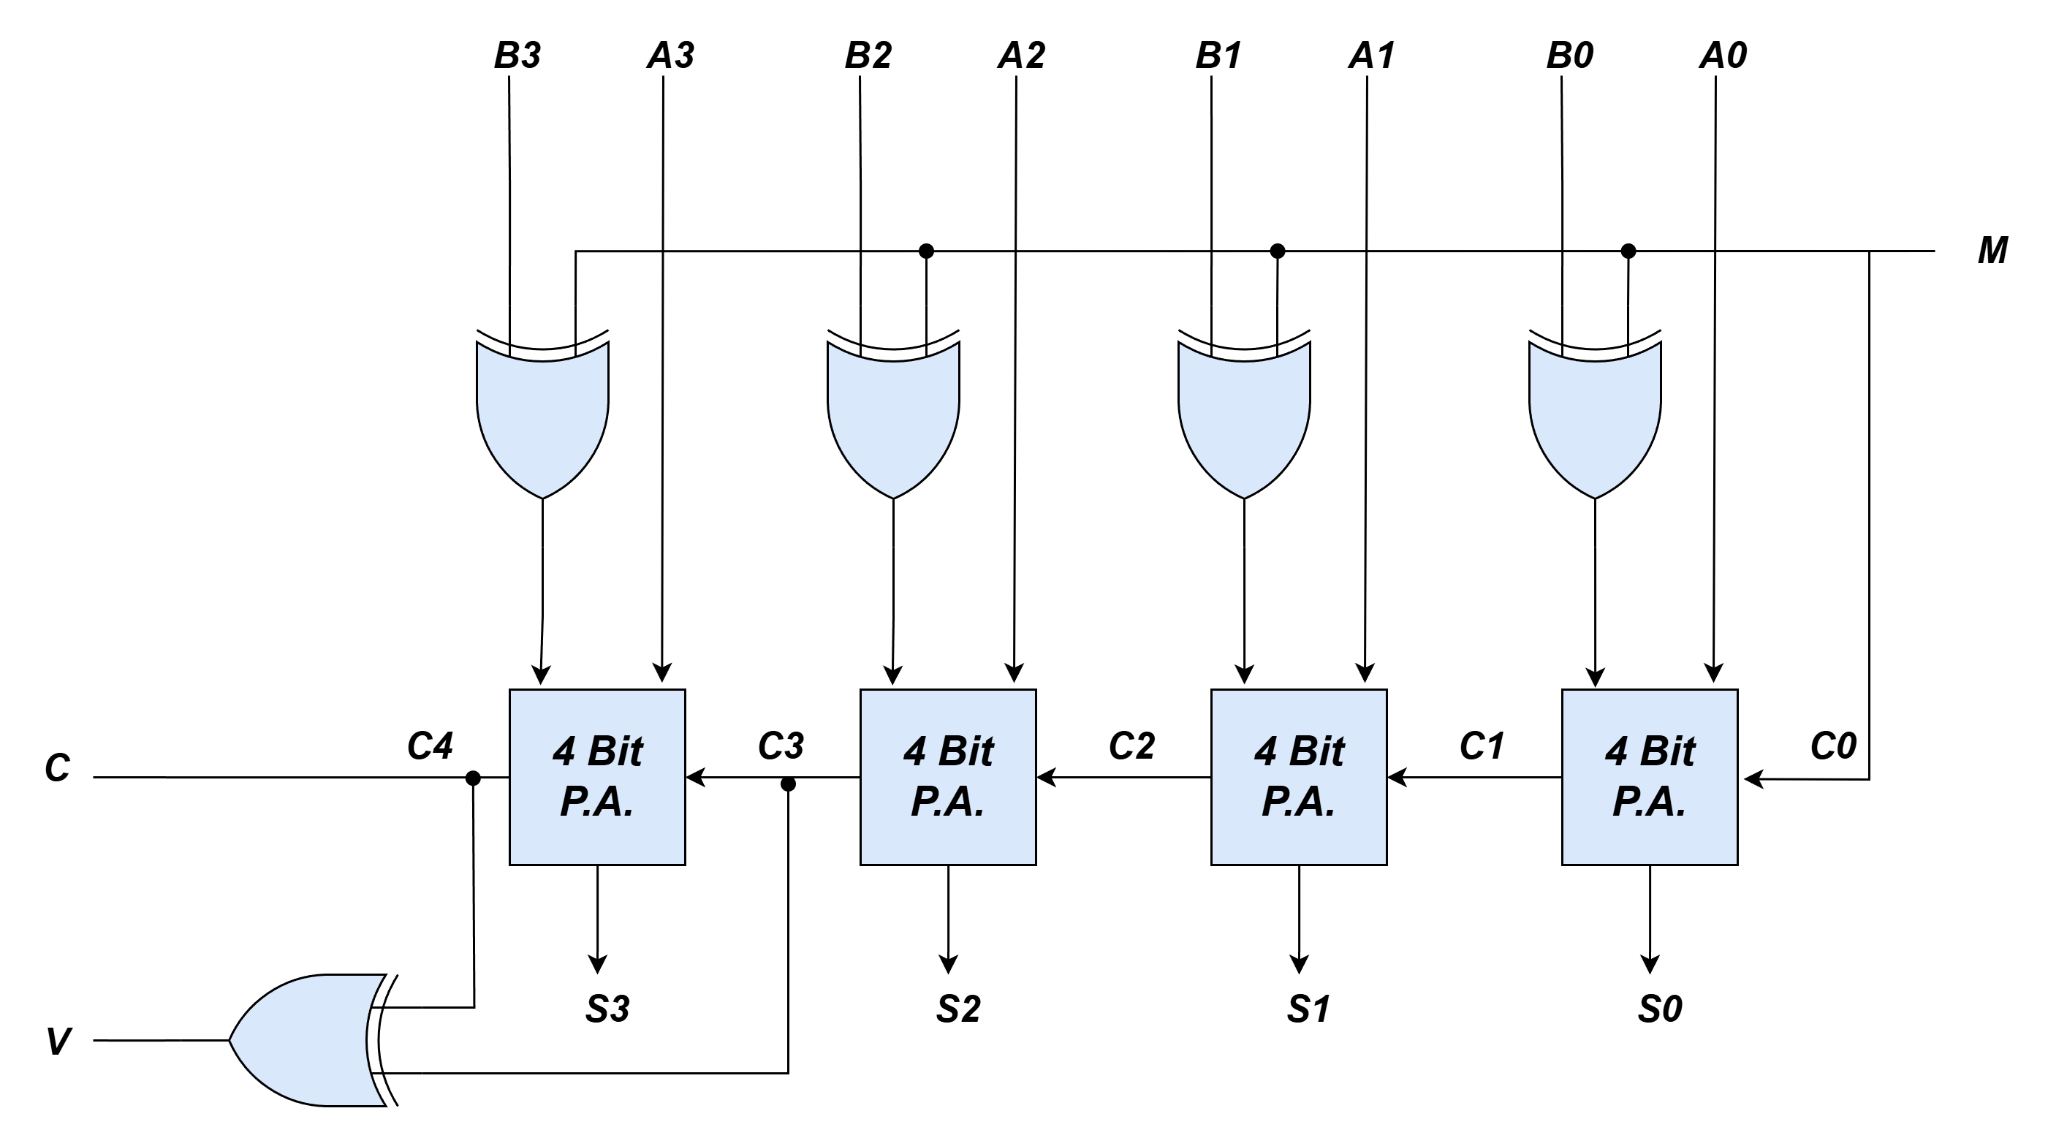 B3 A3 B2 A2 B1 A1 B0 A0
M
C4 C3 C2 C1 C0
C
4 Bit
P.A.
4 Bit
P.A.
4 Bit
P.A.
4 Bit
P.A.
S3 S2 S1 S0
V